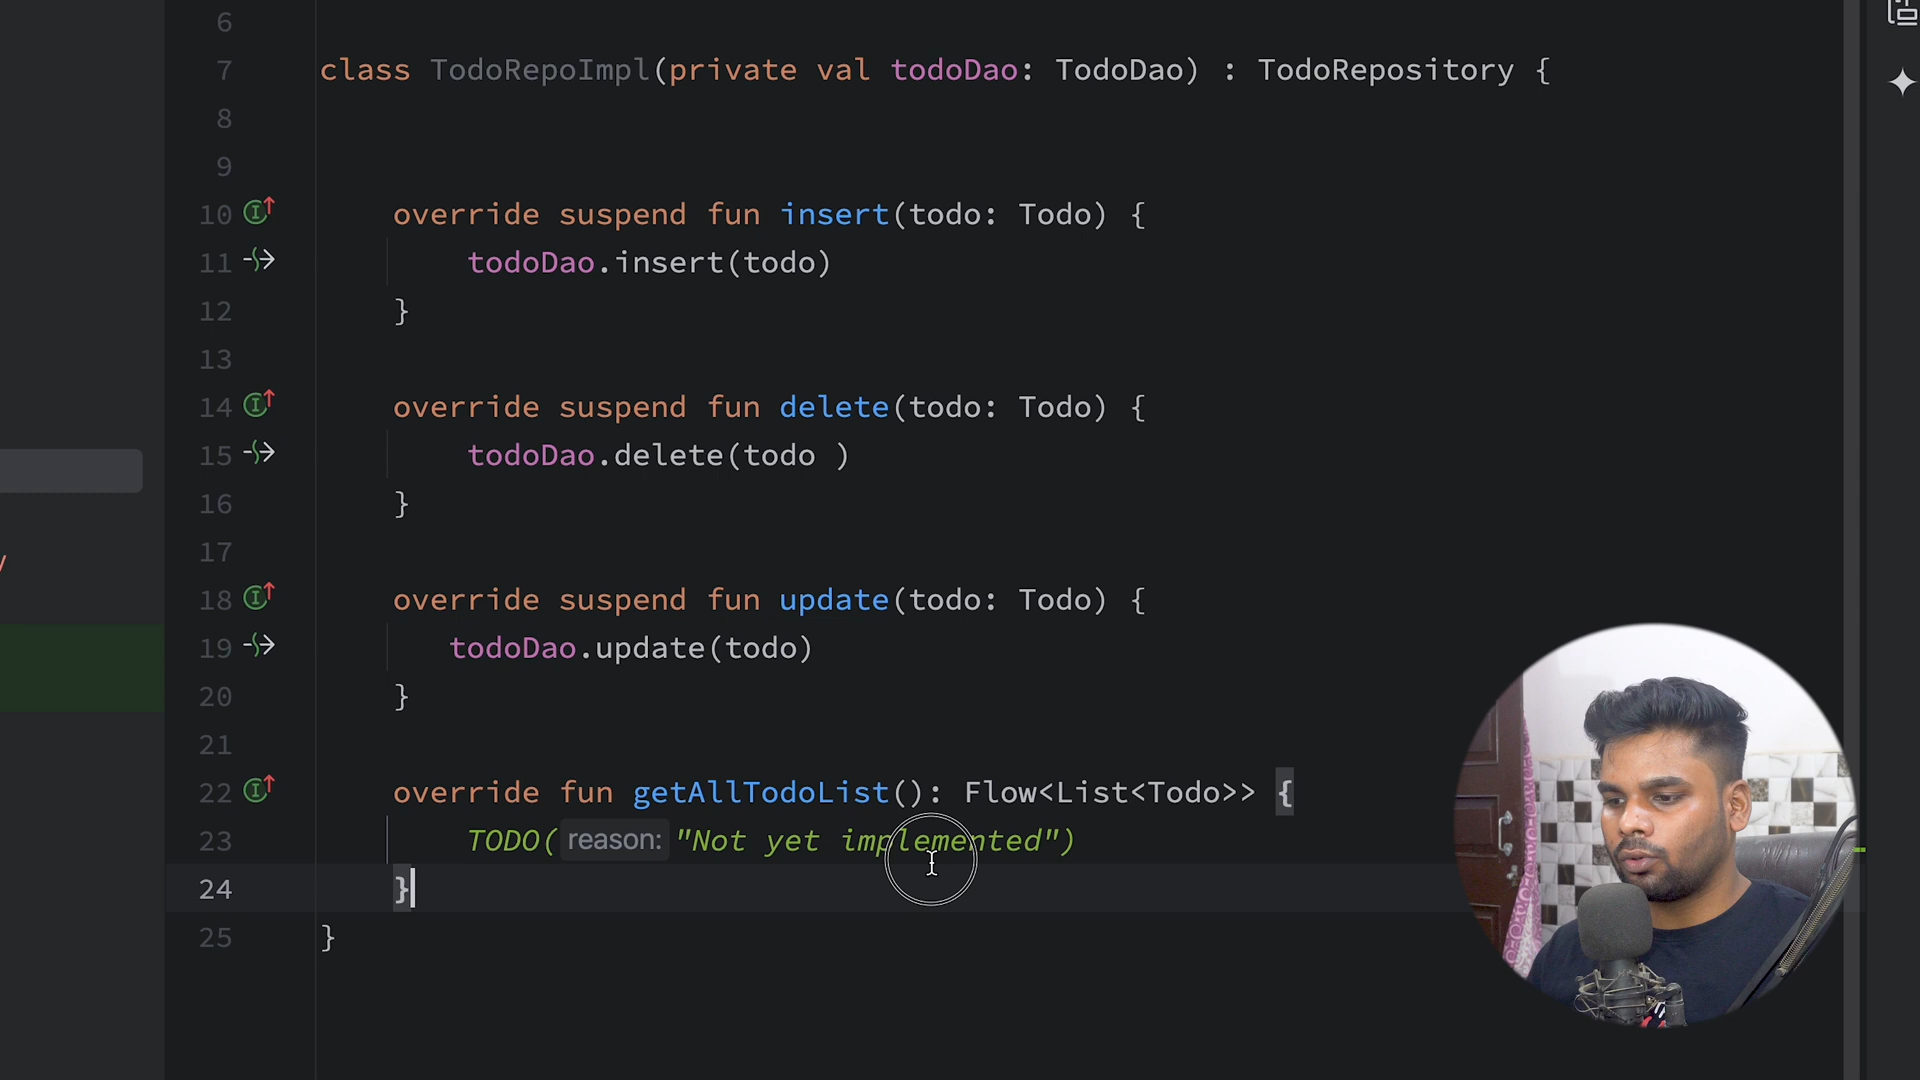 6
7 class TodoRepoImpl(private val todoDao: TodoDao) : TodoRepository {
8
9
10 override suspend fun insert(todo: Todo) {
11 todoDao.insert(todo)
12 }
13
14 override suspend fun delete(todo: Todo) {
15 todoDao.delete(todo )
16 }
17
18 override suspend fun update(todo: Todo) {
19 todoDao.update(todo)
20 }
21
22 override fun getAllTodoList(): Flow<List<Todo>> {
23 TODO( reason: "Not yet implemented")
24 }
25 }